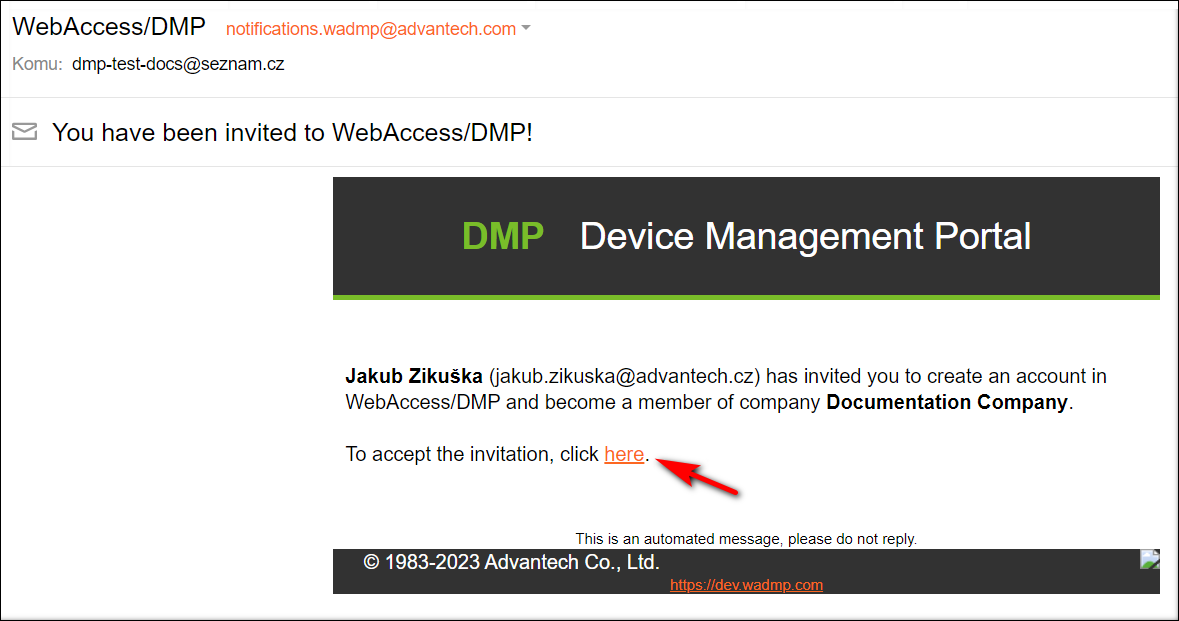 WebAccess/DMP notifications.wadmp@advantech.com
Komu: dmp-test-docs@seznam.cz
You have been invited to WebAccess/DMP!
DMP Device Management Portal
Jakub Zikuška (jakub.zikuska@advantech.cz) has invited you to create an account in
WebAccess/DMP and become a member of company Documentation Company.
To accept the invitation, click here.
This is an automated message, please do not reply.
© 1983-2023 Advantech Co., Ltd.
https://dev.wadmp.com